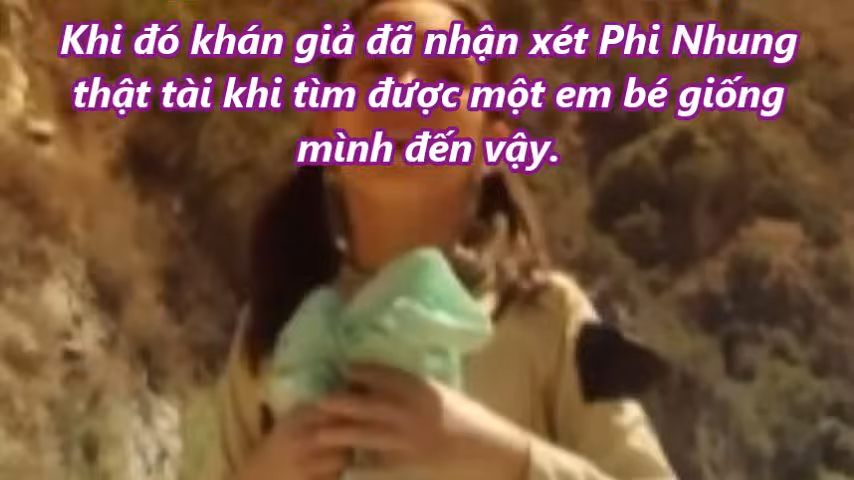 Khi đó khán giả đã nhận xét Phi Nhung
thật tài khi tìm được một em bé giống
mình đến vậy.